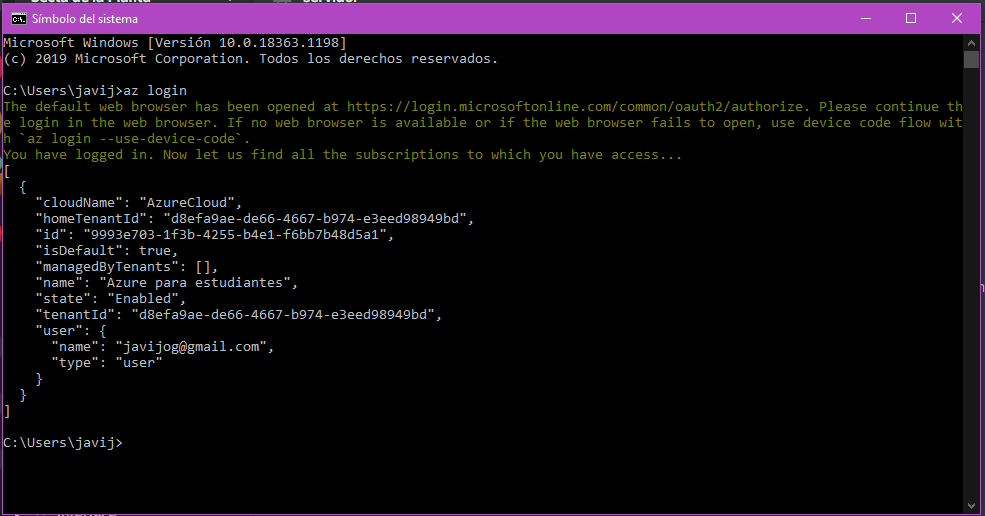 Símbolo del sistema
Microsoft Windows [Versión 10.0.18363.1198]
(c) 2019 Microsoft Corporation. Todos los derechos reservados.
C:\Users\javij>az login
The default web browser has been opened at https://login.microsoftonline.com/common/oauth2/authorize. Please continue th
e login in the web browser. If no web browser is available or if the web browser fails to open, use device code flow wit
h `az login --use-device-code`.
You have logged in. Now let us find all the subscriptions to which you have access...
[
  {
    "cloudName": "AzureCloud",
    "homeTenantId": "d8efa9ae-de66-4667-b974-e3eed98949bd",
    "id": "9993e703-1f3b-4255-b4e1-f6bb7b48d5a1",
    "isDefault": true,
    "managedByTenants": [],
    "name": "Azure para estudiantes",
    "state": "Enabled",
    "tenantId": "d8efa9ae-de66-4667-b974-e3eed98949bd",
    "user": {
      "name": "javijog@gmail.com",
      "type": "user"
    }
  }
]
C:\Users\javij>